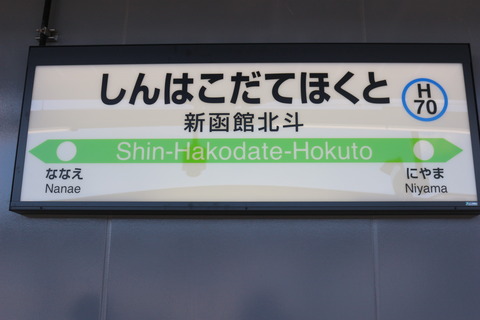 しんはこだてほくと
H
70
新函館北斗
Shin-Hakodate-Hokuto
ななえ
Nanae
にやま
Niyama